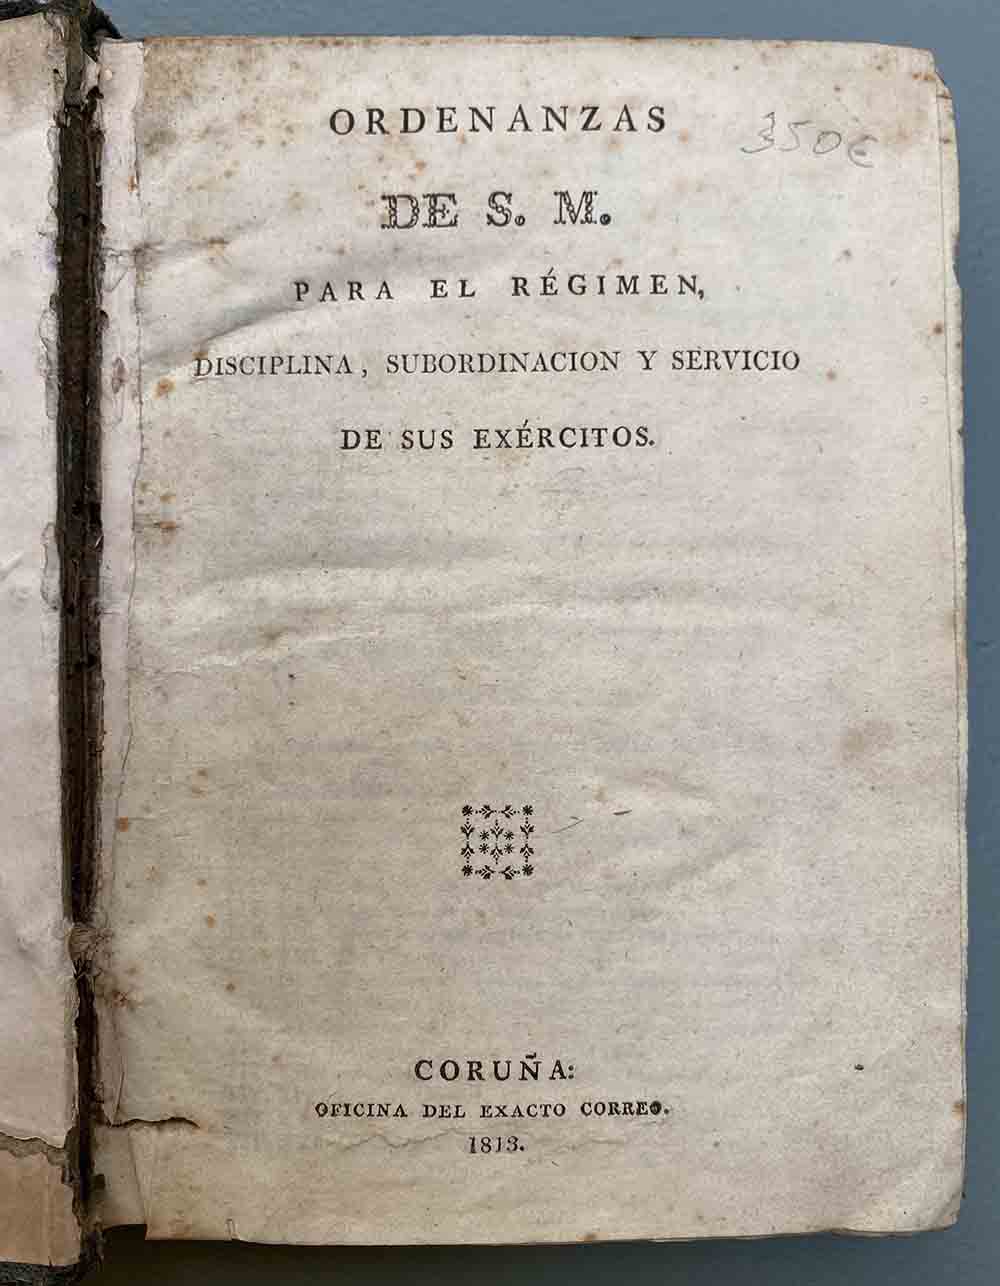 ORDENANZAS
350€
DE S. M.
PARA EL RÉGIMEN,
DISCIPLINA, SUBORDINACION Y SERVICIO
DE SUS EXÉRCITOS.
CORUÑA:
OFICINA DEL EXACTO CORREO.
1813.